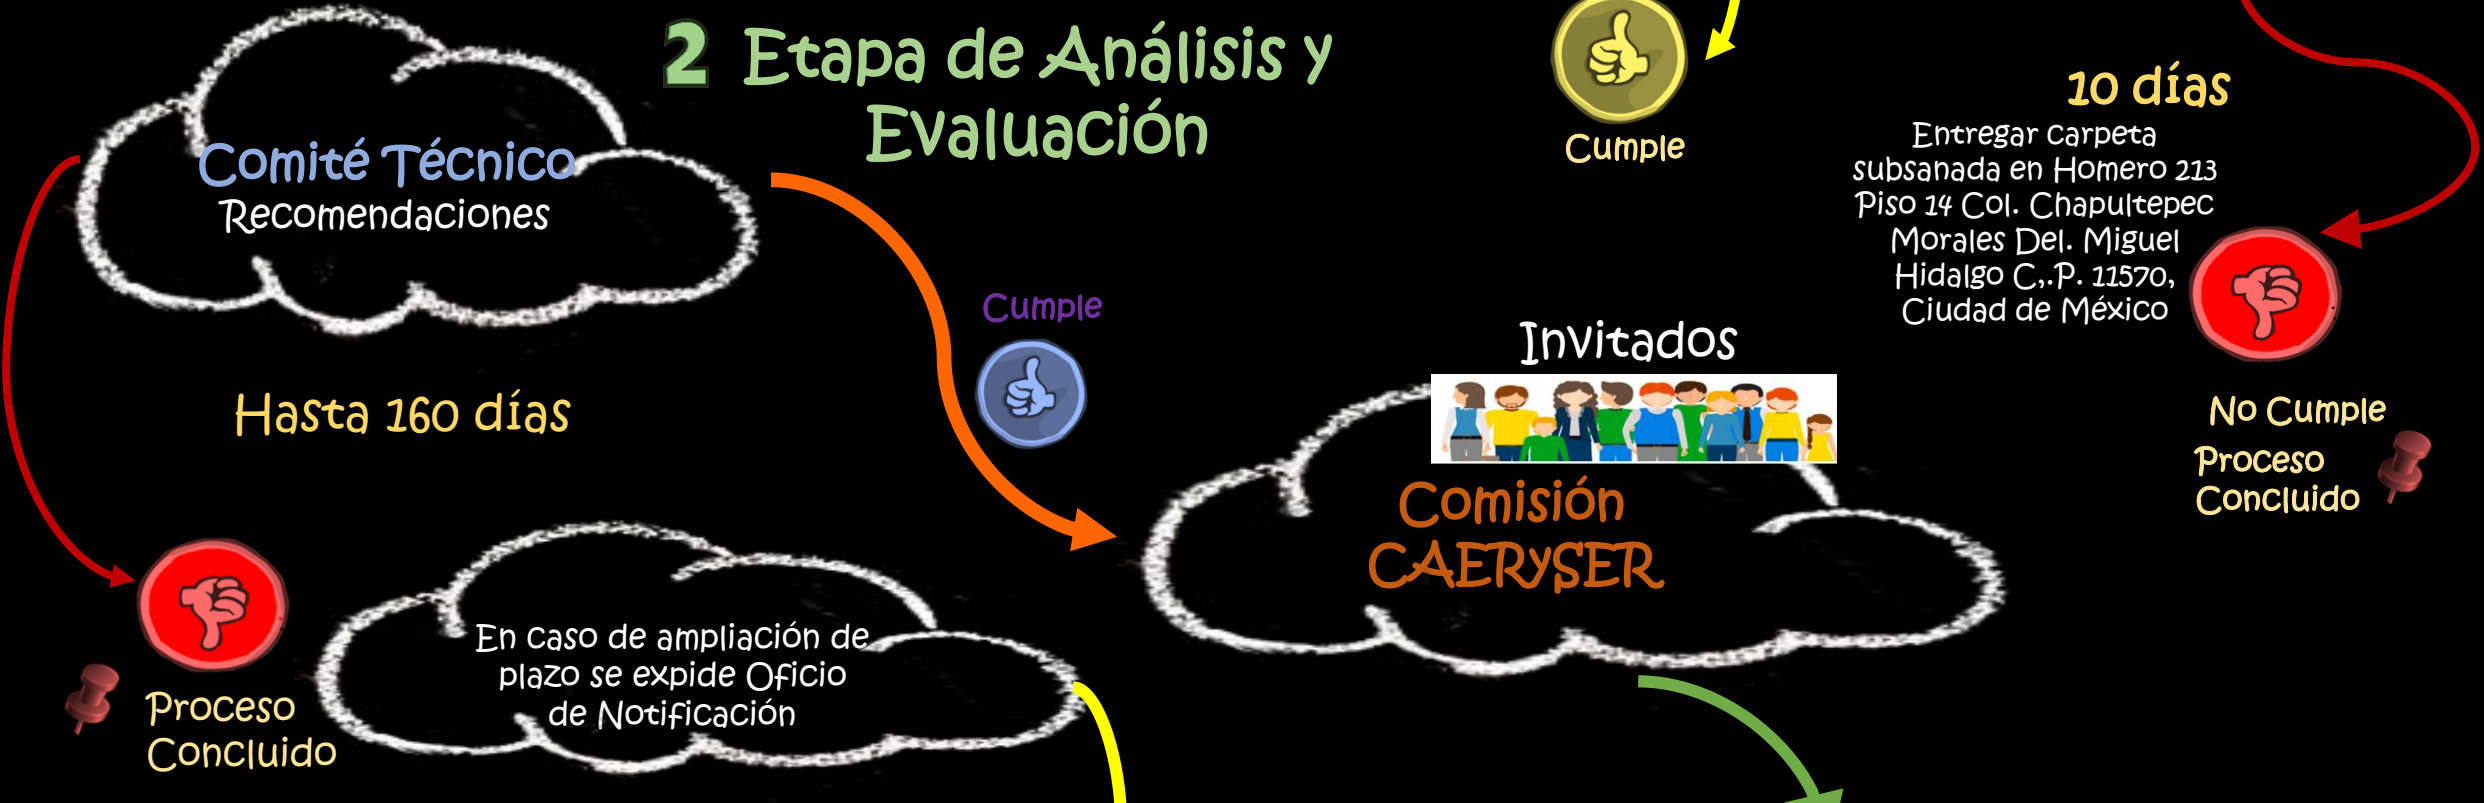 2 Etapa de Análisis y
Evaluación
Comité Técnico
Recomendaciones
Hasta 160 días
Proceso
Concluido
En caso de ampliación de
plazo se expide Oficio
de Notificación
Cumple
Cumple
Invitados
Comisión
CAERySER
10 días
Entregar carpeta
subsanada en Homero 213
Piso 14 Col. Chapultepec
Morales Del. Miguel
Hidalgo C,.P. 11570,
Ciudad de México
No Cumple
Proceso
Concluido